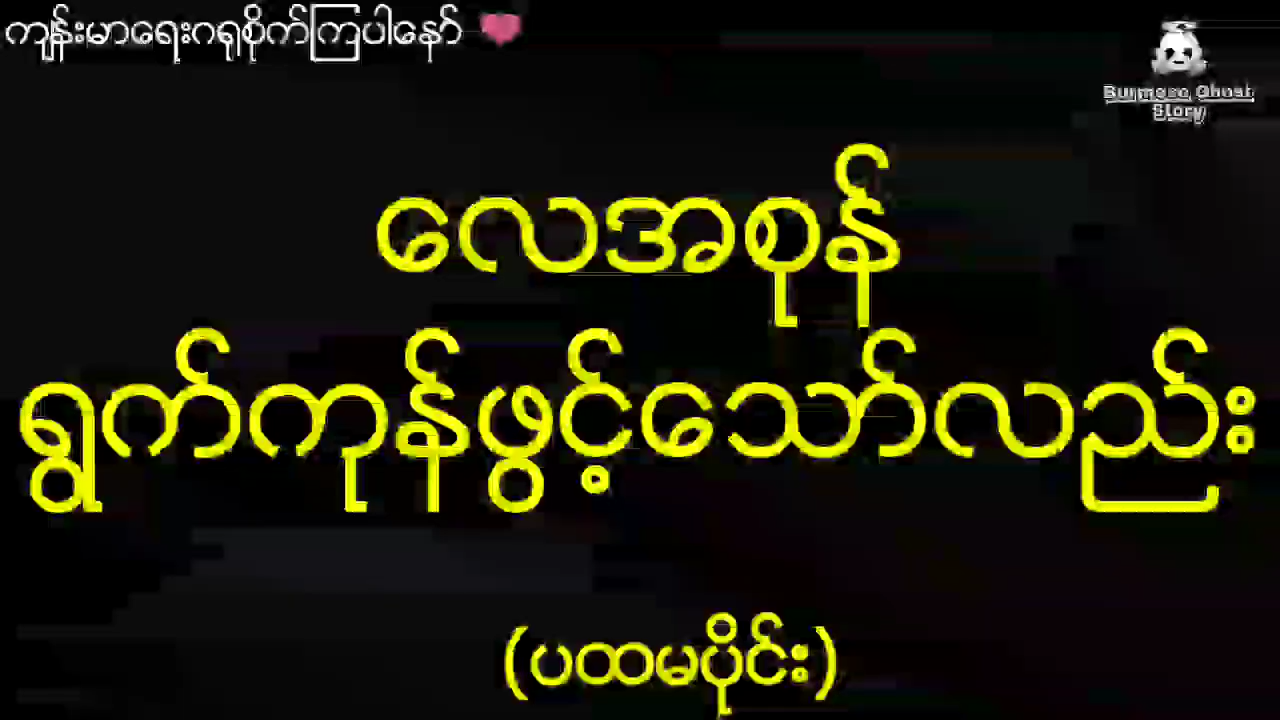 ကျန်းမာရေးဂရုစိုက်ကြပါနော် ❤
Burmese Ghost
Story
လေအစုန်
ရွက်ကုန်ဖွင့်သော်လည်း
(ပထမပိုင်း)